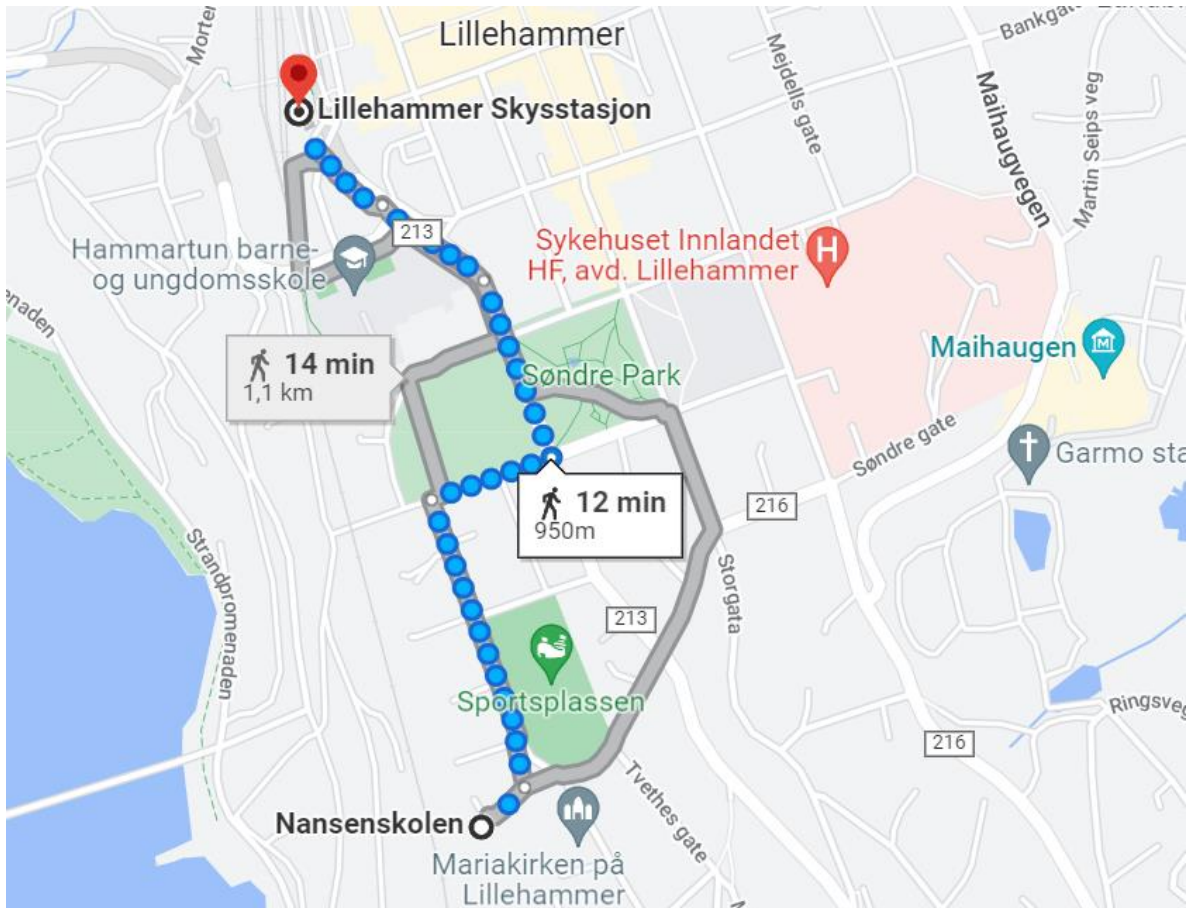 Lillehammer
Morten
Bankgate
Mejdells gate
Maihaugvegen
Martin Seips veg
Lillehammer Skysstasjon
213
Hammartun barne-
og ungdomsskole
Sykehuset Innlandet
HF, avd. Lillehammer
H
enaden
14 min
1,1 km
Søndre Park
Maihaugen
M
Søndre gate
Garmo sta
12 min
950m
216
Strandpromenaden
Storgata
213
Sportsplassen
Ringsveg
216
Tvethes gate
Nansenskolen
Mariakirken på
Lillehammer